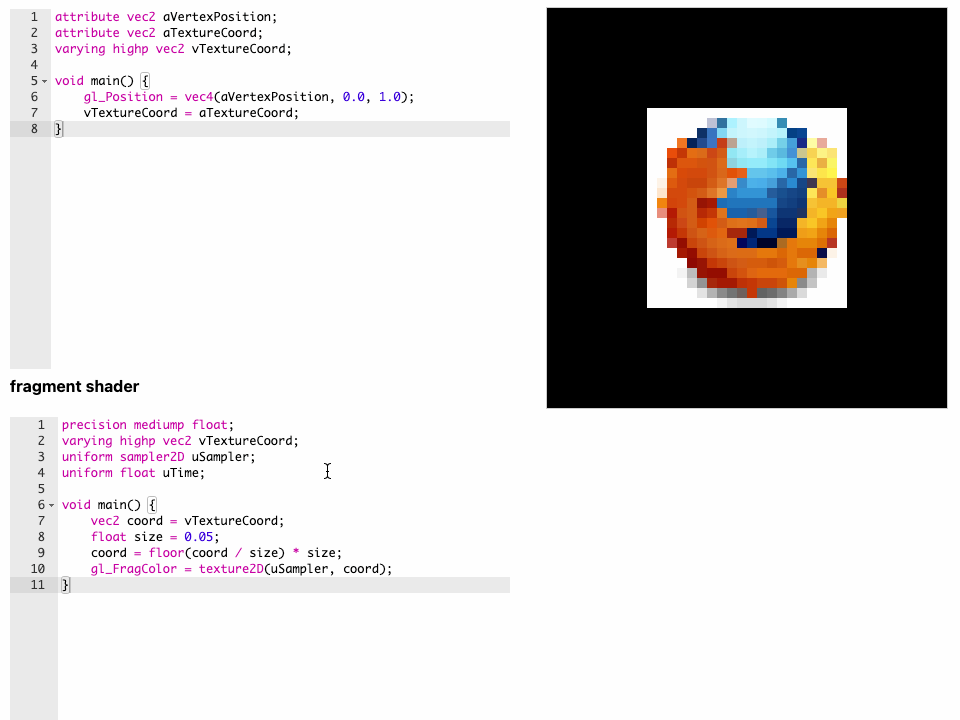 1 attribute vec2 aVertexPosition;
2 attribute vec2 aTextureCoord;
3 varying highp vec2 vTextureCoord;
4
5 void main() {
6     gl_Position = vec4(aVertexPosition, 0.0, 1.0);
7     vTextureCoord = aTextureCoord;
8 }
fragment shader
1 precision mediump float;
2 varying highp vec2 vTextureCoord;
3 uniform sampler2D uSampler;
4 uniform float uTime;
5
6 void main() {
7     vec2 coord = vTextureCoord;
8     float size = 0.05;
9     coord = floor(coord / size) * size;
10     gl_FragColor = texture2D(uSampler, coord);
11 }